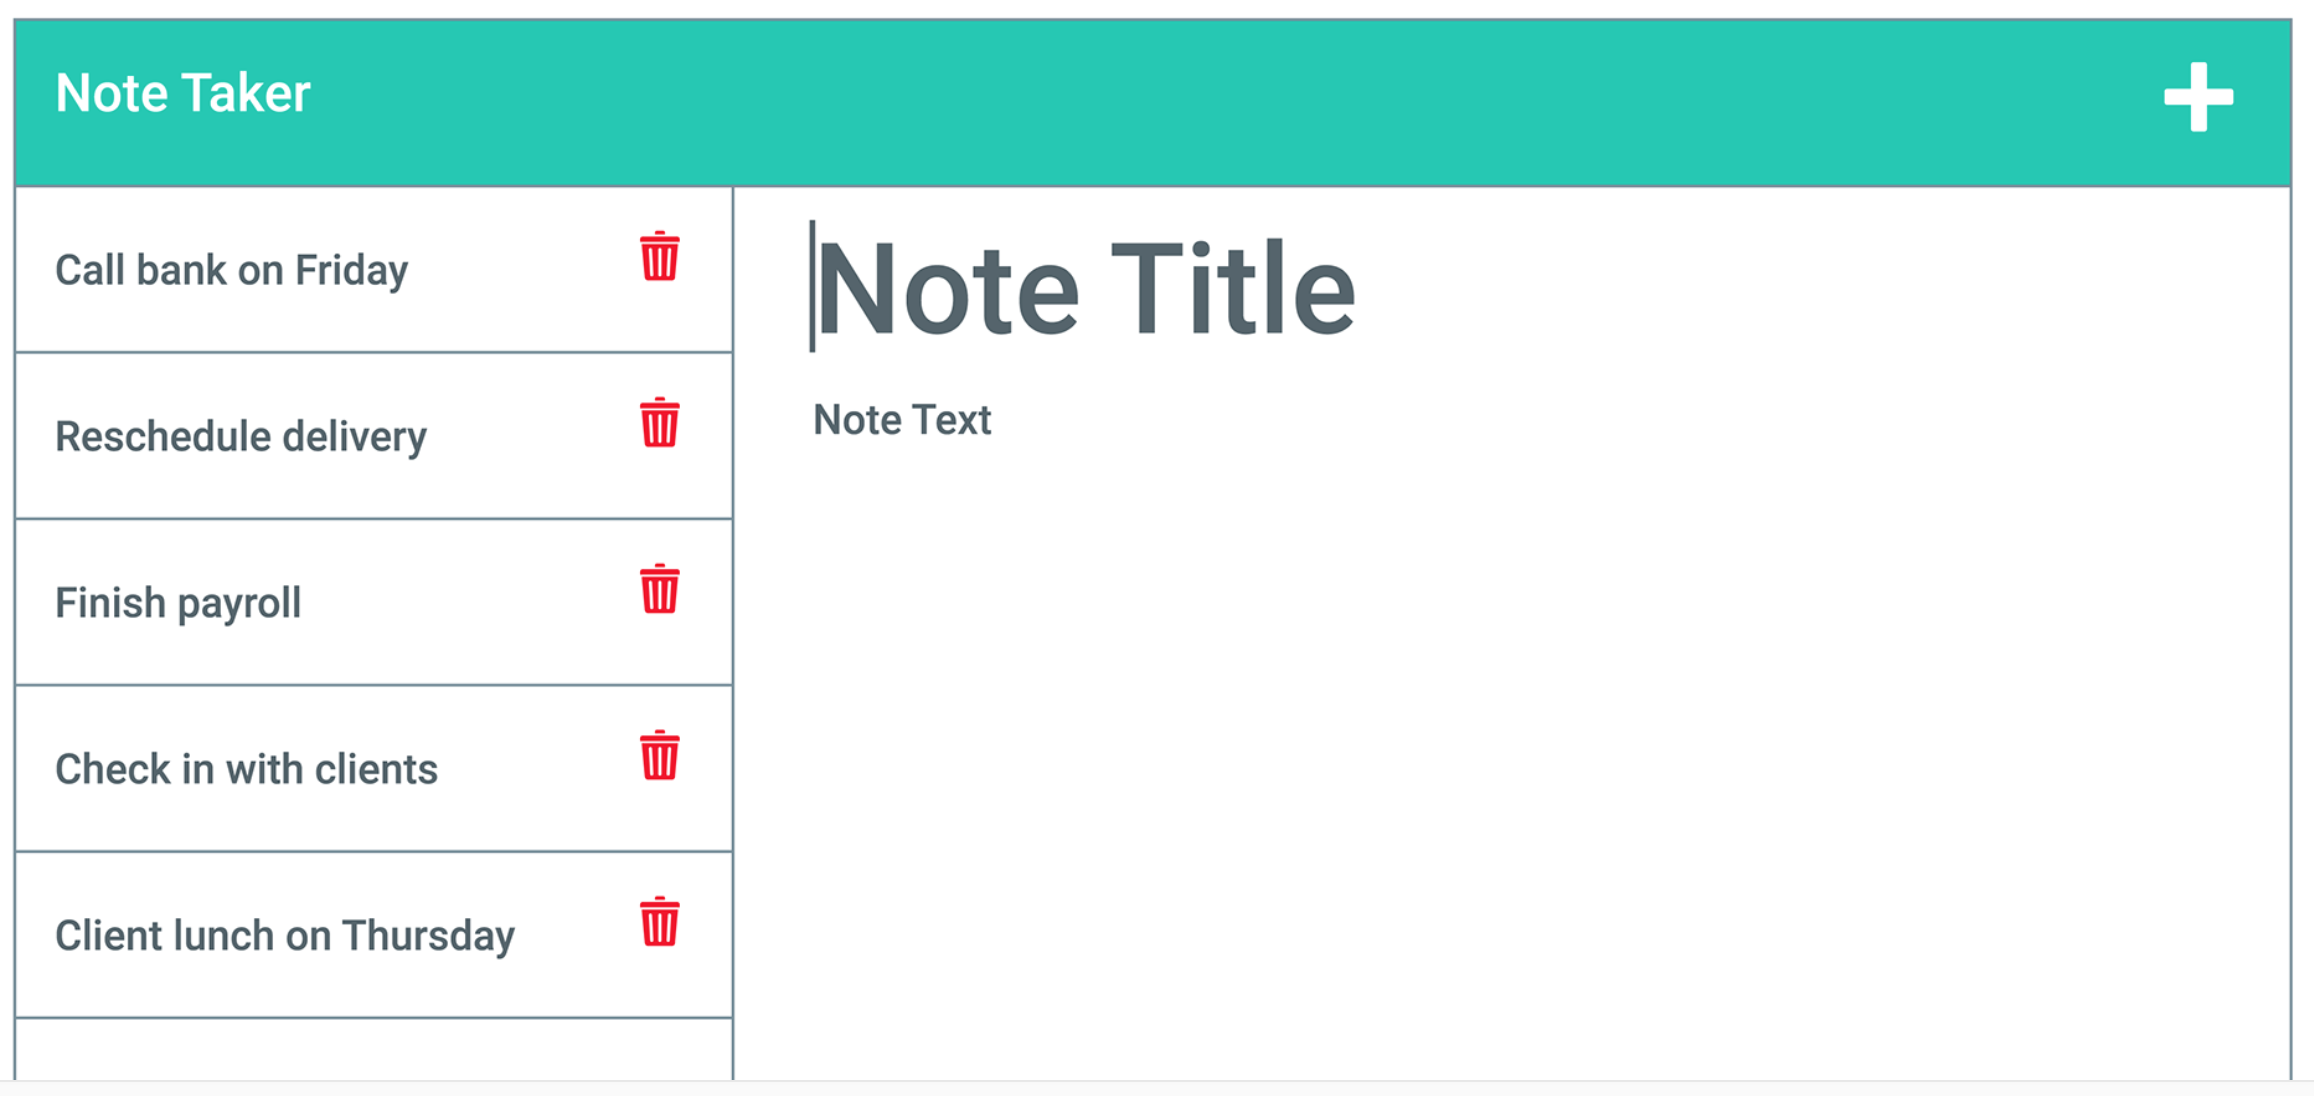 Note Taker
Call bank on Friday
Reschedule delivery
Finish payroll
Check in with clients
Client lunch on Thursday
Note Title
Note Text